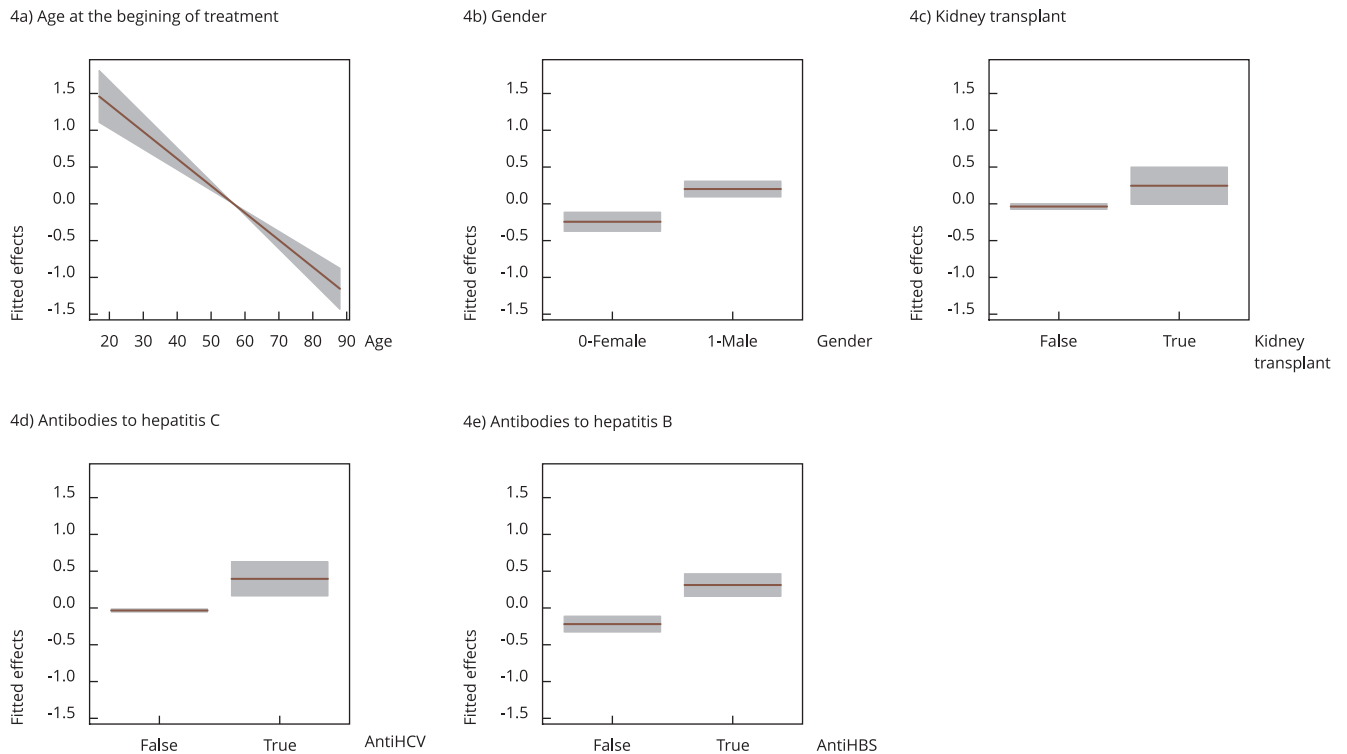 4a) Age at the begining of treatment
Fitted effects
1.5
1.0
0.5
0.0
-0.5
-1.0
-1.5
20 30 40 50 60 70 80 90 Age
4b) Gender
Fitted effects
1.5
1.0
0.5
0.0
-0.5
-1.0
-1.5
0-Female 1-Male Gender
4c) Kidney transplant
Fitted effects
1.5
1.0
0.5
0.0
-0.5
-1.0
-1.5
False True Kidney
transplant
4d) Antibodies to hepatitis C
Fitted effects
1.5
1.0
0.5
0.0
-0.5
-1.0
-1.5
False True AntiHCV
4e) Antibodies to hepatitis B
Fitted effects
1.5
1.0
0.5
0.0
-0.5
-1.0
-1.5
False True AntiHBS